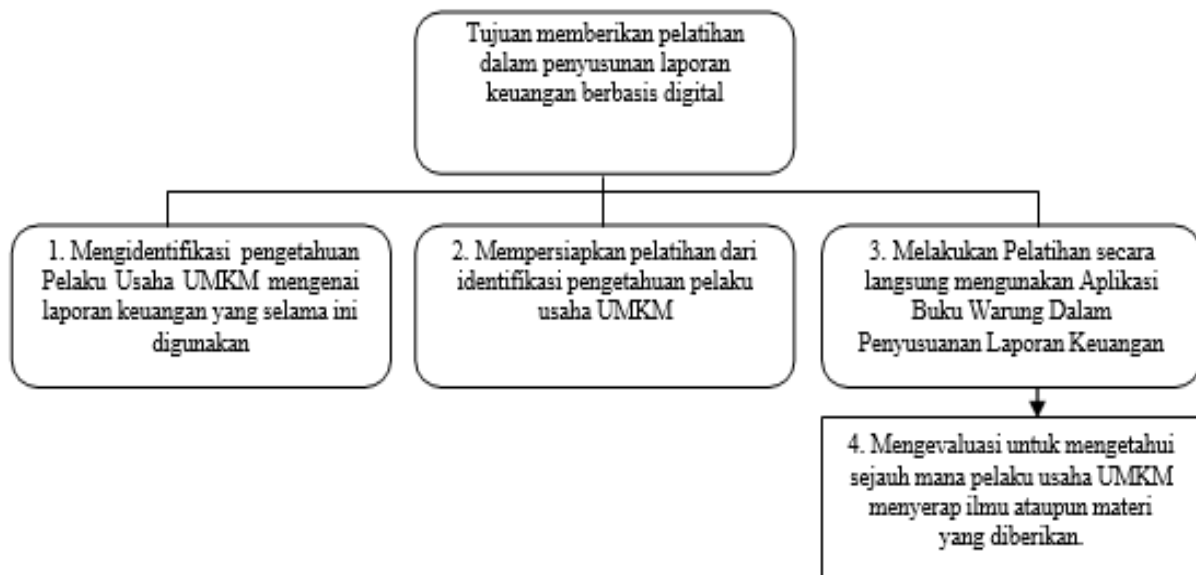 Tujuan memberikan pelatihan
dalam penyusunan laporan
keuangan berbasis digital
1. Mengidentifikasi pengetahuan
Pelaku Usaha UMKM mengenai
laporan keuangan yang selama ini
digunakan
2. Mempersiapkan pelatihan dari
identifikasi pengetahuan pelaku
usaha UMKM
3. Melakukan Pelatihan secara
langsung mengunakan Aplikasi
Buku Warung Dalam
Penyusuanan Laporan Keuangan
4. Mengevaluasi untuk mengetahui
sejauh mana pelaku usaha UMKM
menyerap ilmu ataupun materi
yang diberikan.